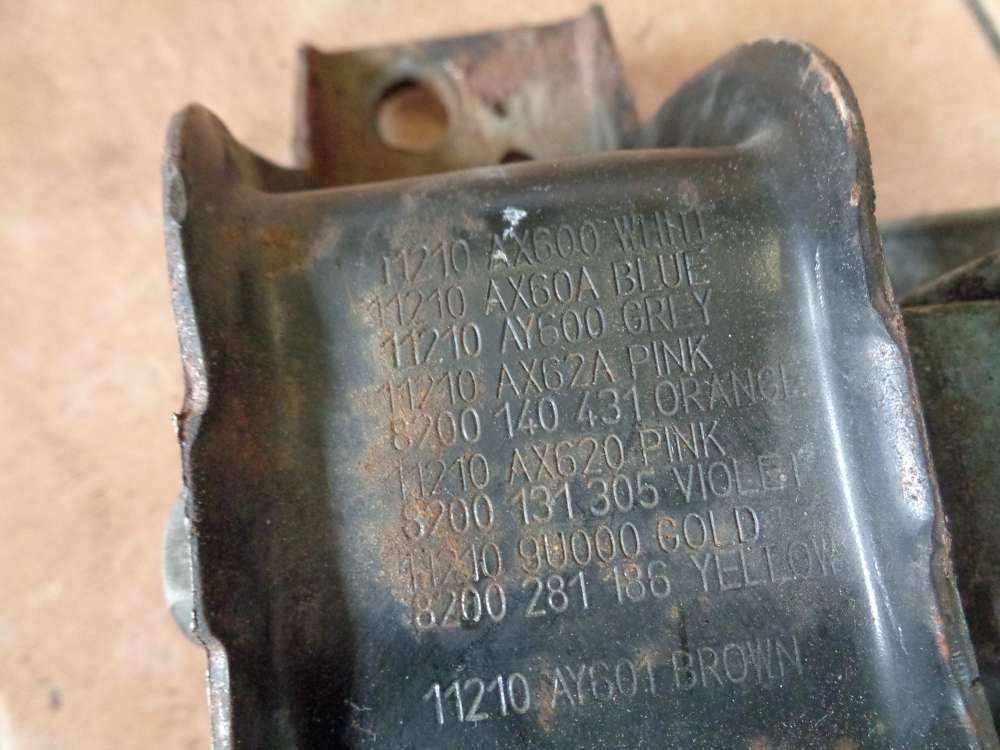 11210 AX600 WHIT
11210 AX60A BLUE
11210 AY600 GREY
11210 AX62A PINK
8200 140 431 ORANGE
11210 AX620 PINK
8200 131 305 VIOLET
11210 9U000 GOLD
8200 281 186 YELLOW
11210 AY601 BROWN